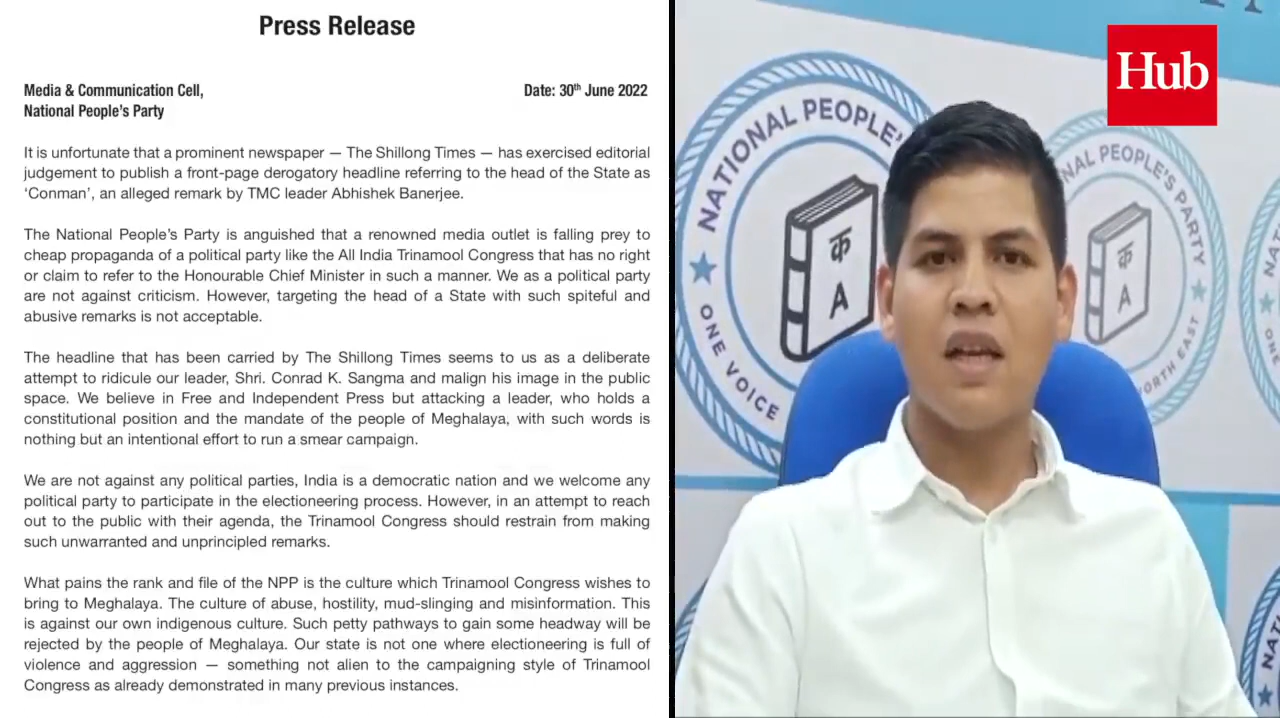 Press Release
Media & Communication Cell,
National People's Party
Date: 30th June 2022
It is unfortunate that a prominent newspaper — The Shillong Times — has exercised editorial
judgement to publish a front-page derogatory headline referring to the head of the State as
'Conman', an alleged remark by TMC leader Abhishek Banerjee.
The National People's Party is anguished that a renowned media outlet is falling prey to
cheap propaganda of a political party like the All India Trinamool Congress that has no right
or claim to refer to the Honourable Chief Minister in such a manner. We as a political party
are not against criticism. However, targeting the head of a State with such spiteful and
abusive remarks is not acceptable.
The headline that has been carried by The Shillong Times seems to us as a deliberate
attempt to ridicule our leader, Shri. Conrad K. Sangma and malign his image in the public
space. We believe in Free and Independent Press but attacking a leader, who holds a
constitutional position and the mandate of the people of Meghalaya, with such words is
nothing but an intentional effort to run a smear campaign.
We are not against any political parties, India is a democratic nation and we welcome any
political party to participate in the electioneering process. However, in an attempt to reach
out to the public with their agenda, the Trinamool Congress should restrain from making
such unwarranted and unprincipled remarks.
What pains the rank and file of the NPP is the culture which Trinamool Congress wishes to
bring to Meghalaya. The culture of abuse, hostility, mud-slinging and misinformation. This
is against our own indigenous culture. Such petty pathways to gain some headway will be
rejected by the people of Meghalaya. Our state is not one where electioneering is full of
violence and aggression — something not alien to the campaigning style of Trinamool
Congress as already demonstrated in many previous instances.
Hub
NATIONAL PEOPLE'S
क
A
ONE VOICE
NATIONAL PEOPLE'S PARTY
क
A
NORTH EAST